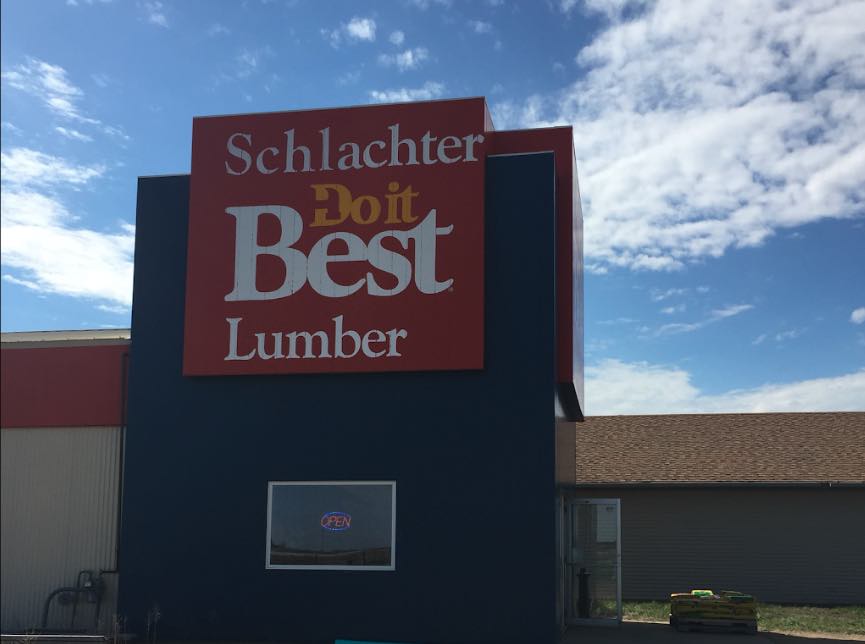 Schlachter
Do it
Best
Lumber
OPEN